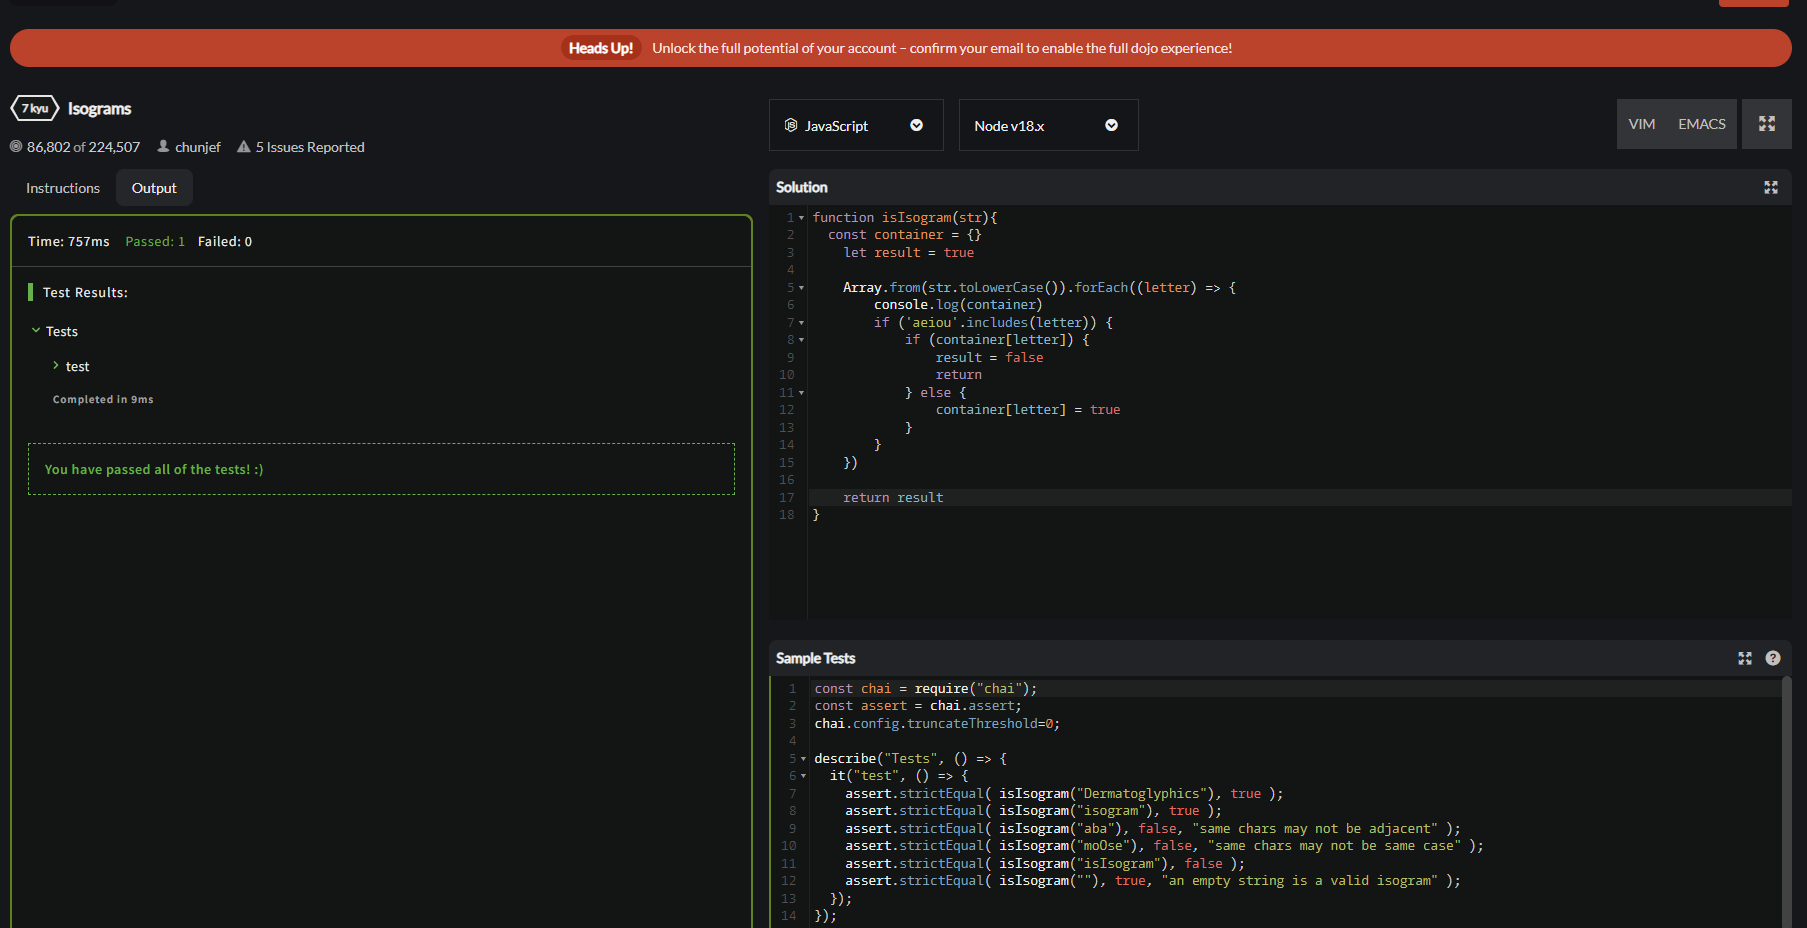 Heads Up! Unlock the full potential of your account – confirm your email to enable the full dojo experience!
7 kyu Isograms
86,802 of 224,507 chunjef 5 Issues Reported
Instructions Output
Time: 757ms Passed: 1 Failed: 0
Test Results:
Tests
test
Completed in 9ms
You have passed all of the tests! :)
JavaScript Node v18.x VIM EMACS
Solution
1 function isIsogram(str){
2 const container = {}
3 let result = true
4
5 Array.from(str.toLowerCase()).forEach((letter) => {
6 console.log(container)
7 if ('aeiou'.includes(letter)) {
8 if (container[letter]) {
9 result = false
10 return
11 } else {
12 container[letter] = true
13 }
14 }
15 })
16
17 return result
18 }
Sample Tests
1 const chai = require("chai");
2 const assert = chai.assert;
3 chai.config.truncateThreshold=0;
4
5 describe("Tests", () => {
6 it("test", () => {
7 assert.strictEqual( isIsogram("Dermatoglyphics"), true );
8 assert.strictEqual( isIsogram("isogram"), true );
9 assert.strictEqual( isIsogram("aba"), false, "same chars may not be adjacent" );
10 assert.strictEqual( isIsogram("moOse"), false, "same chars may not be same case" );
11 assert.strictEqual( isIsogram("isIsogram"), false );
12 assert.strictEqual( isIsogram(""), true, "an empty string is a valid isogram" );
13 });
14 });